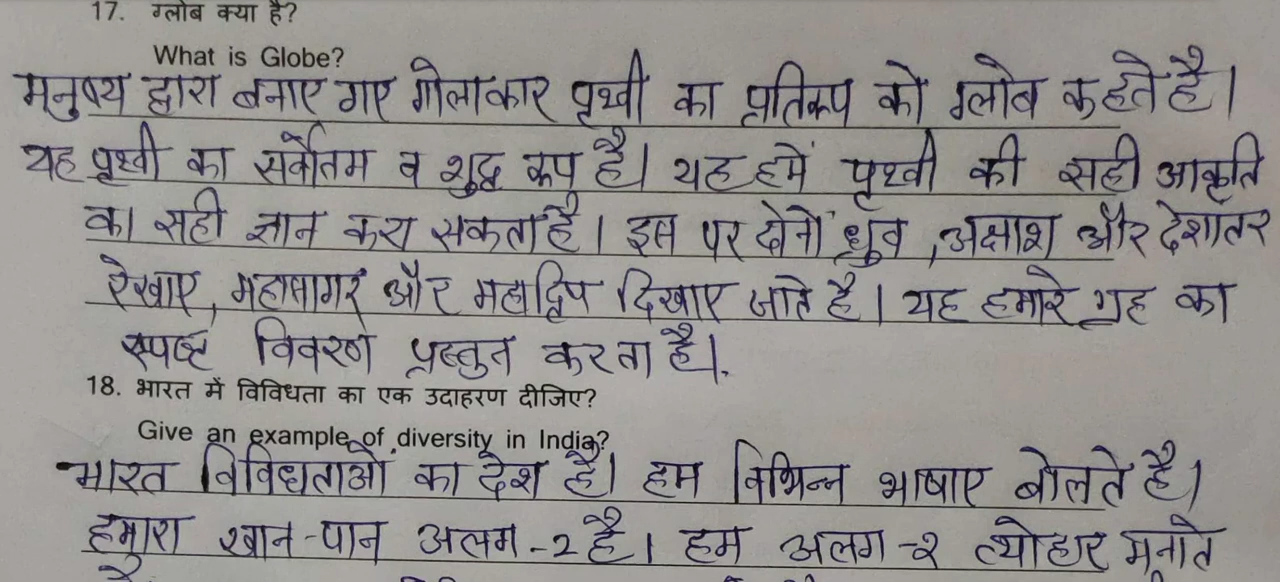 17. ग्लोब क्या है?
What is Globe?
मनुष्य द्वारा बनाए गए गोलाकार पृथ्वी का प्रतिरूप को ग्लोब कहते है।
यह पृथ्वी का सर्वोतम व शुद्ध रूप है। यह हमें पृथ्वी की सही आकृति
का सही ज्ञान करा सकता है। इस पर दोनों ध्रुव, अक्षाश और देशातर
रेखाए, महासागर और महाद्विप दिखाए जाते है। यह हमारे ग्रह का
स्पष्ट विवरण प्रस्तुत करता है।.
18. भारत में विविधता का एक उदाहरण दीजिए?
Give an example of diversity in India?
भारत विविधताओं का देश है। हम विभिन्न भाषाए बोलते है।
हमारा खान-पान अलग-२ है। हम अलग-२ त्योहार मनाते